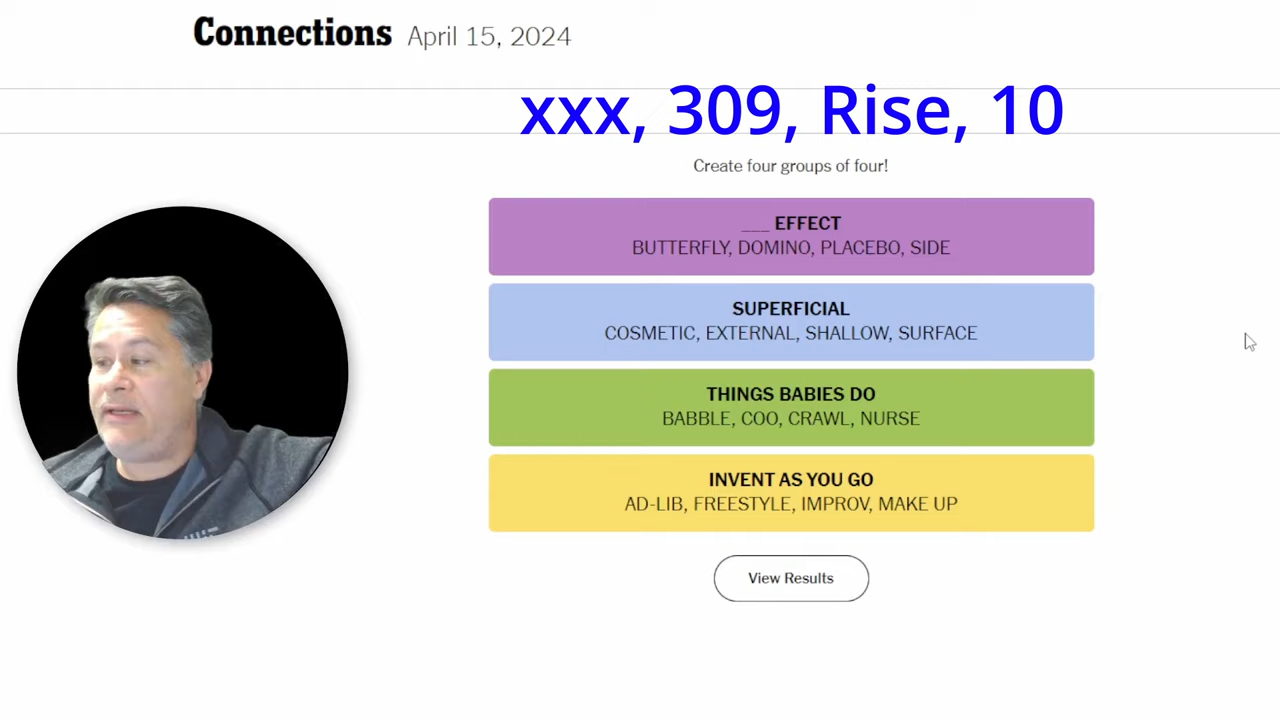 Connections April 15, 2024
xxx, 309, Rise, 10
Create four groups of four!
___ EFFECT
BUTTERFLY, DOMINO, PLACEBO, SIDE
SUPERFICIAL
COSMETIC, EXTERNAL, SHALLOW, SURFACE
THINGS BABIES DO
BABBLE, COO, CRAWL, NURSE
INVENT AS YOU GO
AD-LIB, FREESTYLE, IMPROV, MAKE UP
View Results